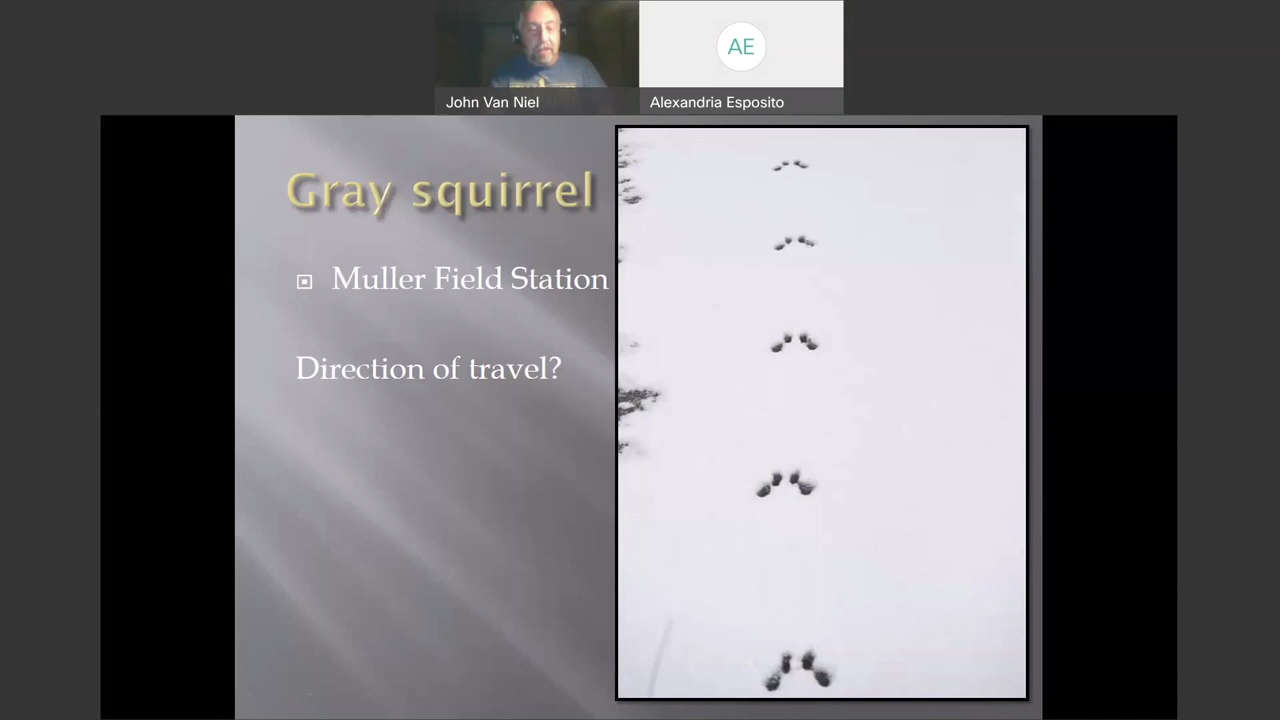 AE
John Van Niel
Alexandria Esposito
Gray squirrel
Muller Field Station
Direction of travel?